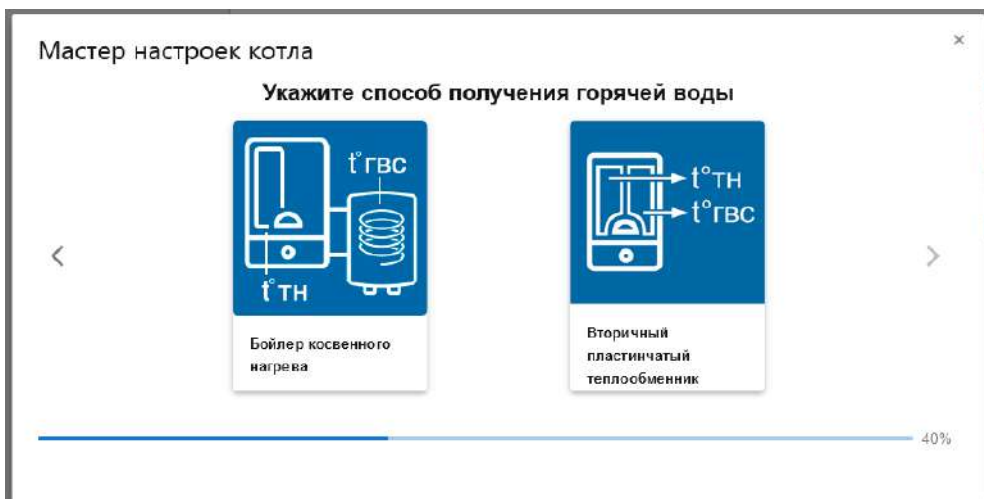 Мастер настроек котла
×
Укажите способ получения горячей воды
t°ГВС
t°ТН
Бойлер косвенного
нагрева
t°ТН
t°ГВС
Вторичный
пластинчатый
теплообменник
40%